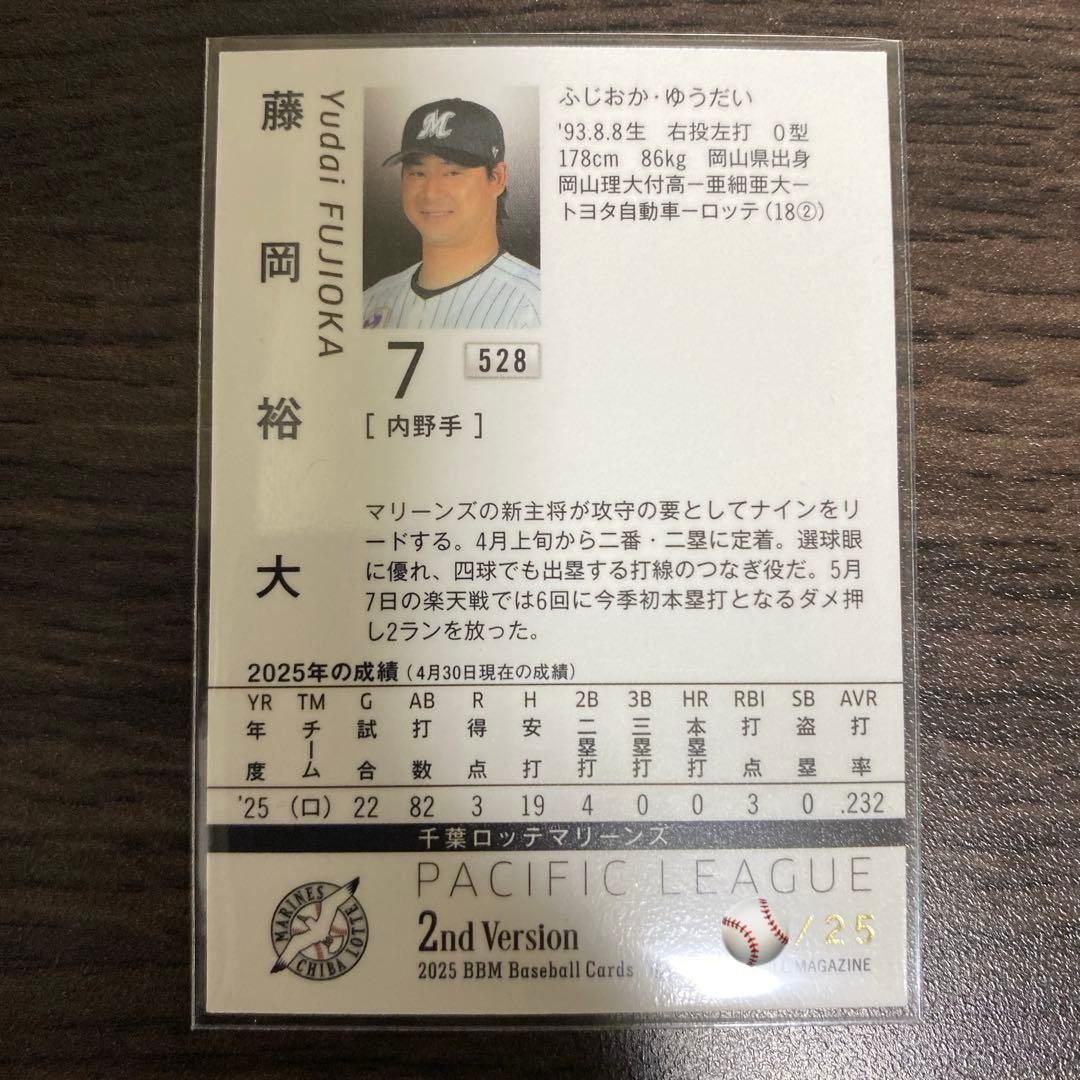 藤岡裕大
Yudai FUJIOKA
M
ふじおか・ゆうだい
'93.8.8生 右投左打 O型
178cm 86kg 岡山県出身
岡山理大付高ー亜細亜大ー
トヨタ自動車ーロッテ(18②)
7
528
[ 内野手 ]
マリーンズの新主将が攻守の要としてナインをリ
ードする。4月上旬から二番・二塁に定着。選球眼
に優れ、四球でも出塁する打線のつなぎ役だ。5月
7日の楽天戦では6回に今季初本塁打となるダメ押
し2ランを放った。
2025年の成績(4月30日現在の成績)
YR TM G AB R H 2B 3B HR RBI SB AVR
年度 チーム 試合 打数 得点 安打 二塁打 三塁打 本塁打 打点 盗塁 打率
'25 (ロ) 22 82 3 19 4 0 0 3 0 .232
千葉ロッテマリーンズ
PACIFIC LEAGUE
MARINES
CHIBA LOTTE
2nd Version
/25
2025 BBM Baseball Cards
MAGAZINE